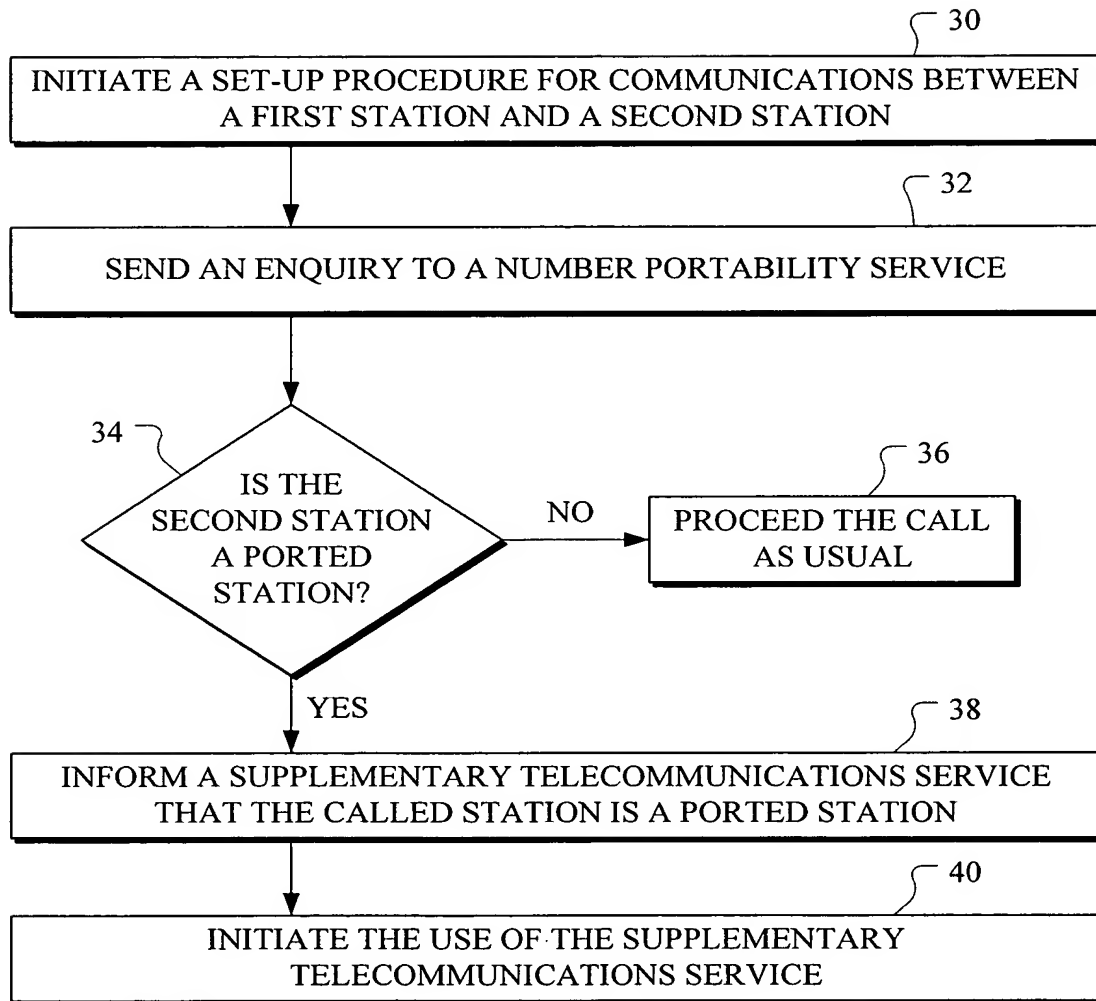 30
INITIATE A SET-UP PROCEDURE FOR COMMUNICATIONS BETWEEN
A FIRST STATION AND A SECOND STATION
32
SEND AN ENQUIRY TO A NUMBER PORTABILITY SERVICE
34
IS THE
SECOND STATION
A PORTED
STATION?
NO
36
PROCEED THE CALL
AS USUAL
YES
38
INFORM A SUPPLEMENTARY TELECOMMUNICATIONS SERVICE
THAT THE CALLED STATION IS A PORTED STATION
40
INITIATE THE USE OF THE SUPPLEMENTARY
TELECOMMUNICATIONS SERVICE